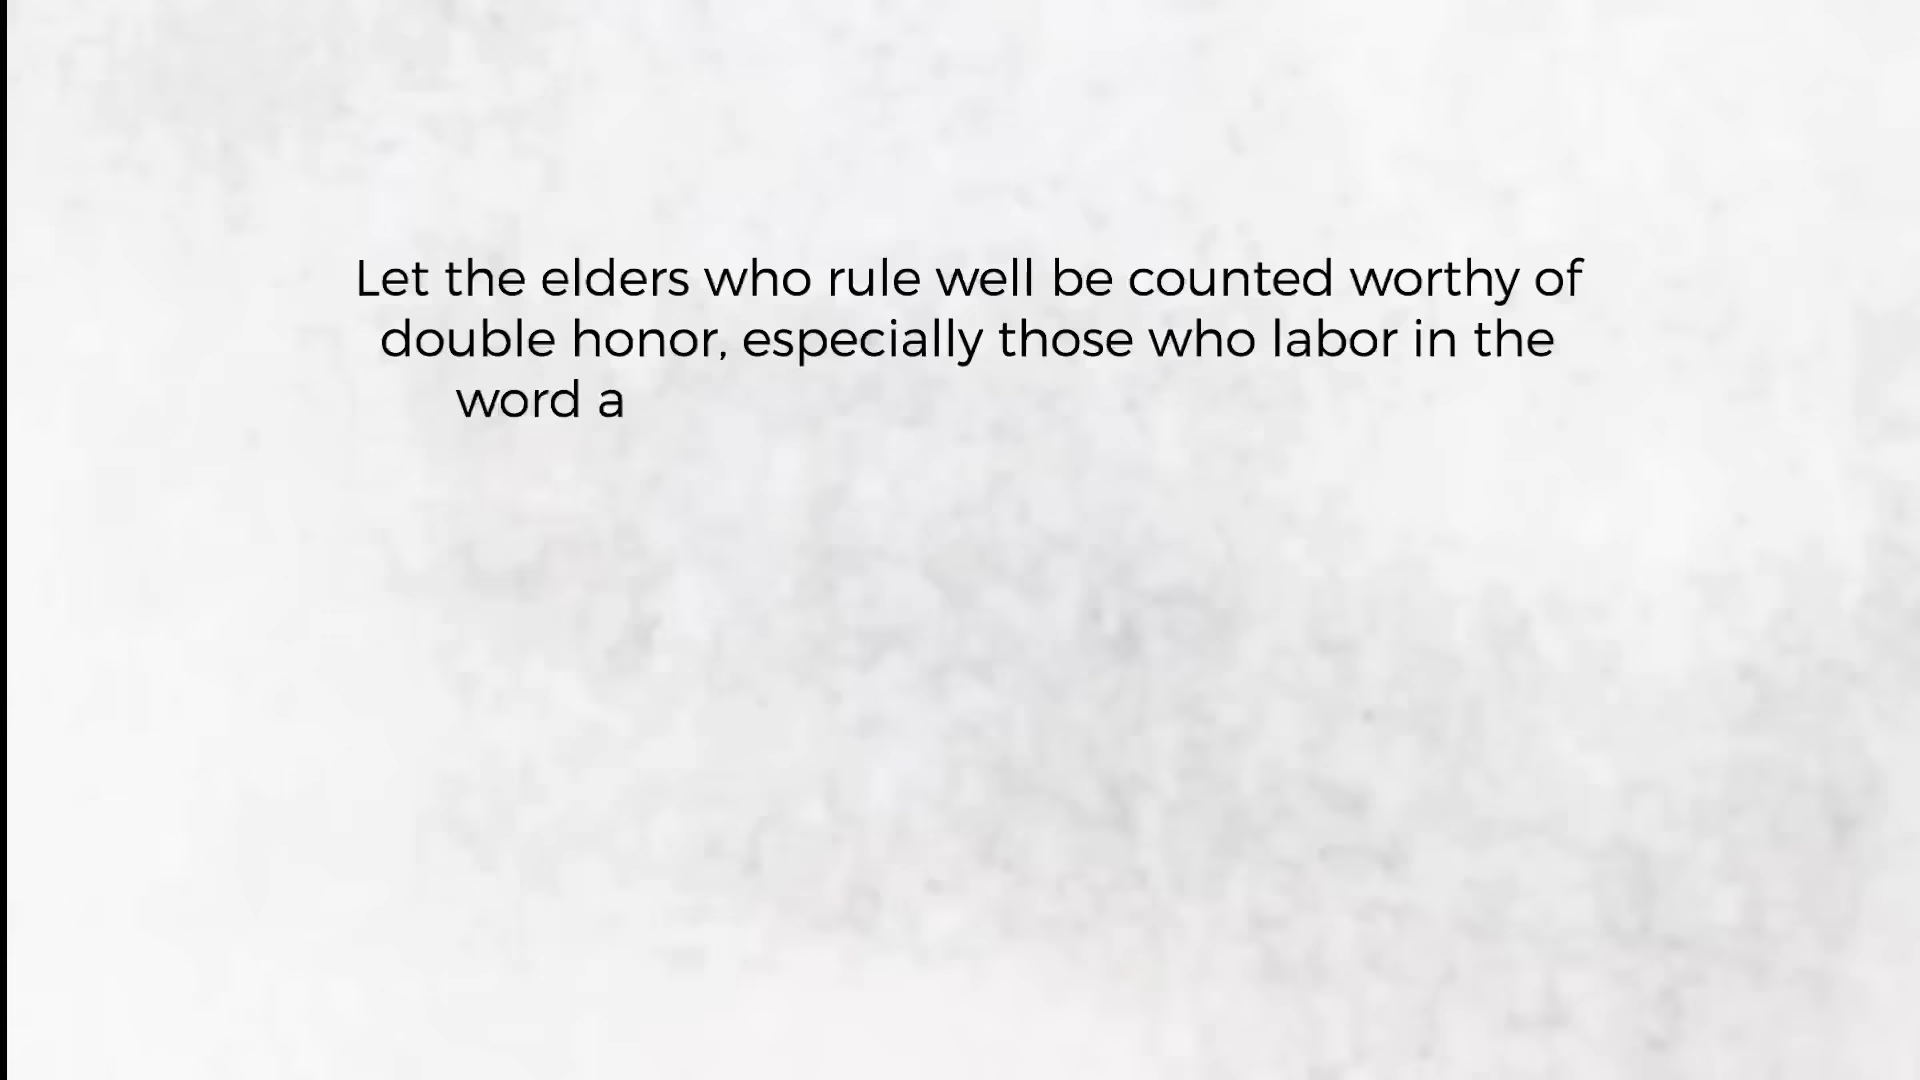 Let the elders who rule well be counted worthy of
double honor, especially those who labor in the
word a